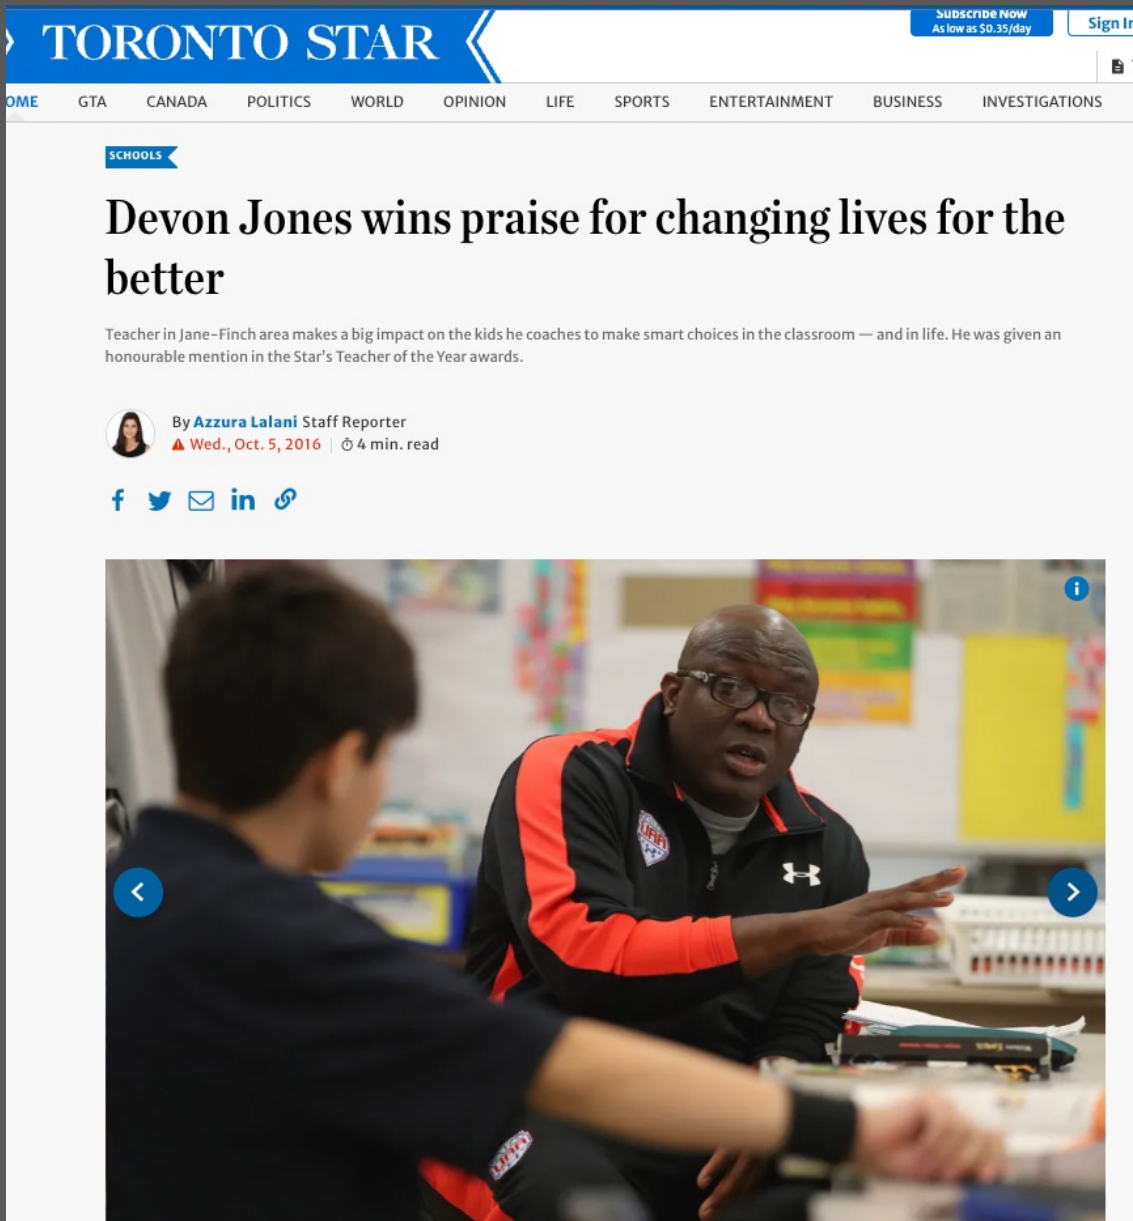 TORONTO STAR
Subscribe Now
As low as $0.35/day
Sign In
OME GTA CANADA POLITICS WORLD OPINION LIFE SPORTS ENTERTAINMENT BUSINESS INVESTIGATIONS
SCHOOLS
Devon Jones wins praise for changing lives for the
better
Teacher in Jane–Finch area makes a big impact on the kids he coaches to make smart choices in the classroom — and in life. He was given an
honourable mention in the Star's Teacher of the Year awards.
By Azzura Lalani Staff Reporter
Wed., Oct. 5, 2016 | 4 min. read
UAA
UAA